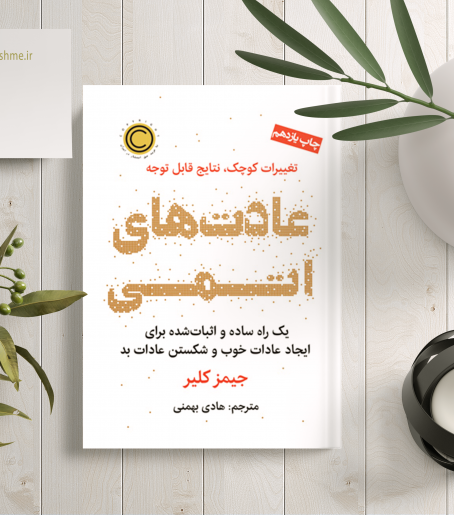 shme.ir
چاپ یازدهم
تغییرات کوچک، نتایج قابل توجه
عادت‌های
اتمی
یک راه ساده و اثبات‌شده برای
ایجاد عادات خوب و شکستن عادات بد
جیمز کلیر
مترجم: هادی بهمنی